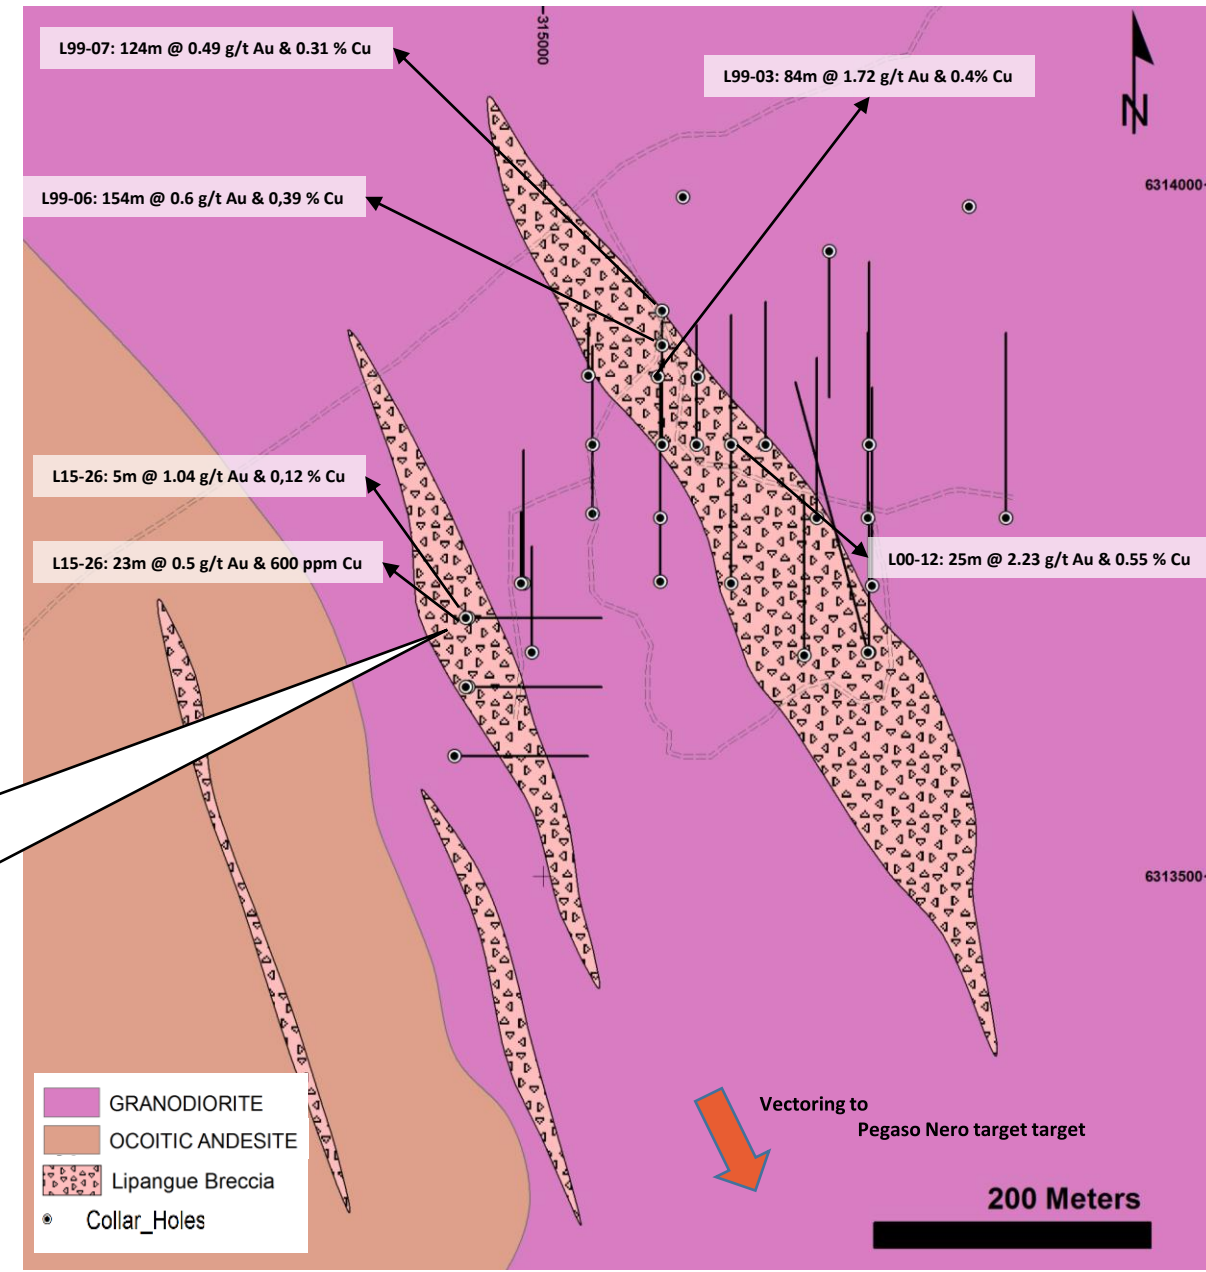 315000
L99-07: 124m @ 0.49 g/t Au & 0.31 % Cu
L99-03: 84m @ 1.72 g/t Au & 0.4% Cu
N
6314000
L99-06: 154m @ 0.6 g/t Au & 0,39 % Cu
L15-26: 5m @ 1.04 g/t Au & 0,12 % Cu
L15-26: 23m @ 0.5 g/t Au & 600 ppm Cu
L00-12: 25m @ 2.23 g/t Au & 0.55 % Cu
6313500
Vectoring to
Pegaso Nero target target
GRANODIORITE
OCOITIC ANDESITE
Lipangue Breccia
Collar_Holes
200 Meters